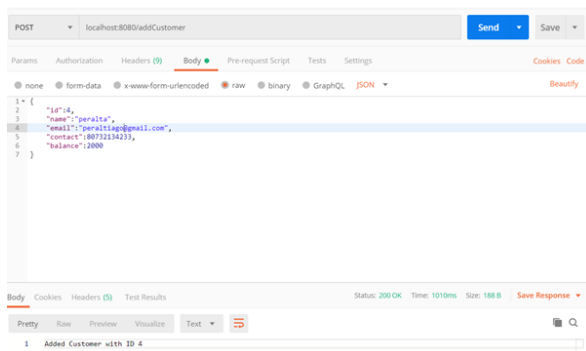 POST localhost:8080/addCustomer Send Save
Params Authorization Headers (9) Body Pre-request Script Tests Settings Cookies Code
none form-data x-www-form-urlencoded raw binary GraphQL JSON Beautify
1 {
2 "id":4,
3 "name":"peralta",
4 "email":"peraltiago@gmail.com",
5 "contact":80732134233,
6 "balance":2000
7 }
Body Cookies Headers (5) Test Results Status: 200 OK Time: 1010ms Size: 188 B Save Response
Pretty Raw Preview Visualize Text
1 Added Customer with ID 4